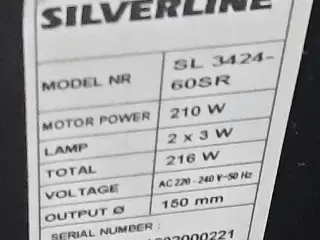 SILVERLINE
MODEL NR SL 3424-
60SR
MOTOR POWER 210 W
LAMP 2 x 3 W
TOTAL 216 W
VOLTAGE AC 220 - 240 V~50 Hz
OUTPUT Ø 150 mm
SERIAL NUMBER :